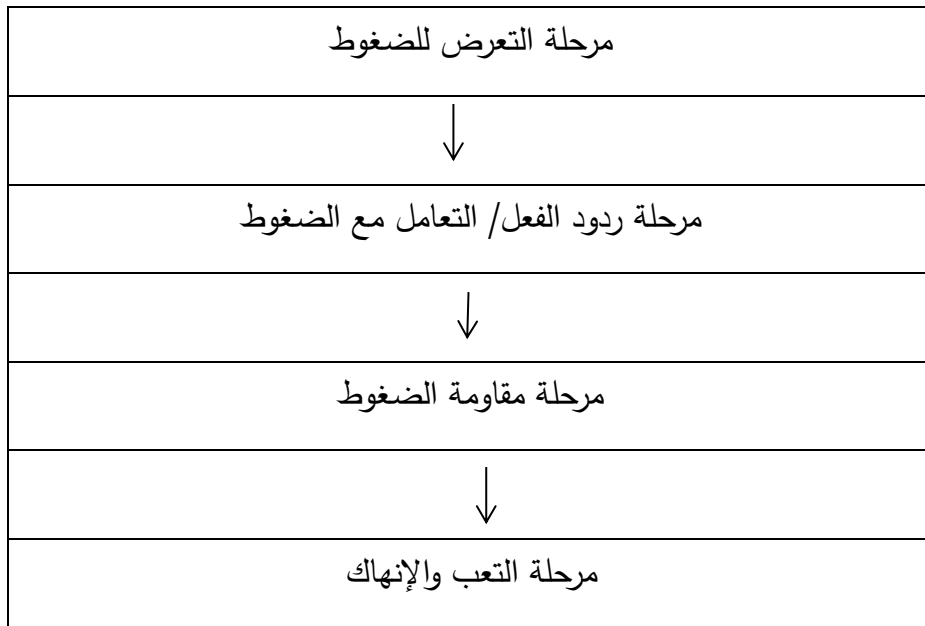 مرحلة التعرض للضغوط
مرحلة ردود الفعل/ التعامل مع الضغوط
مرحلة مقاومة الضغوط
مرحلة التعب والإنهاك